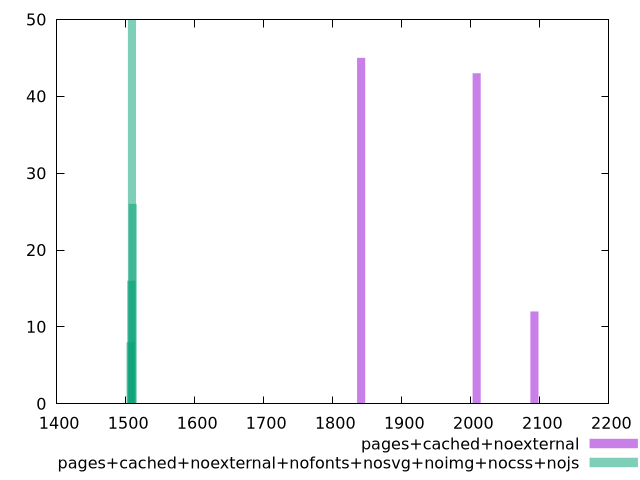 50
40
30
20
10
0
1400 1500 1600 1700 1800 1900 2000 2100 2200
pages+cached+noexternal
pages+cached+noexternal+nofonts+nosvg+noimg+nocss+nojs